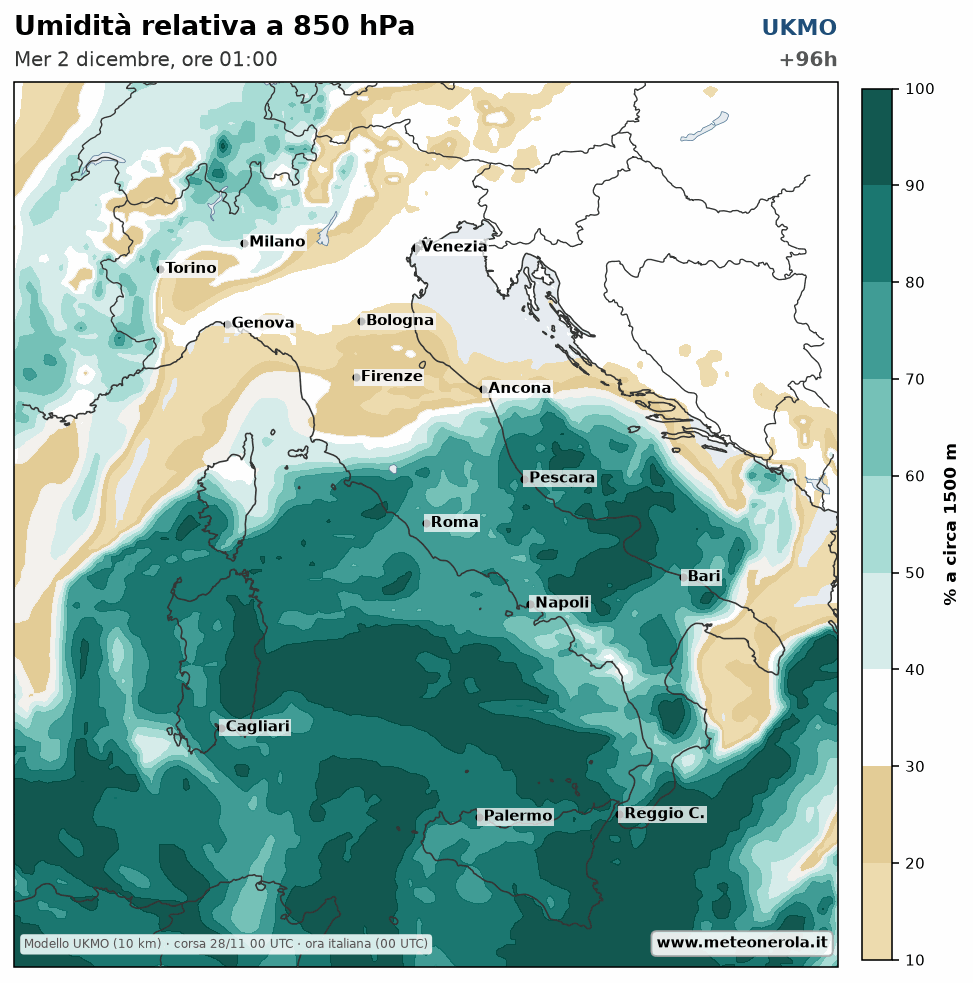 Umidità relativa a 850 hPa
UKMO
Mer 2 dicembre, ore 01:00
+96h
100
90
80
70
60
50
40
30
20
10
% a circa 1500 m
Milano
Venezia
Torino
Genova
Bologna
Firenze
Ancona
Pescara
Roma
Bari
Napoli
Cagliari
Palermo
Reggio C.
Modello UKMO (10 km) · corsa 28/11 00 UTC · ora italiana (00 UTC)
www.meteonerola.it